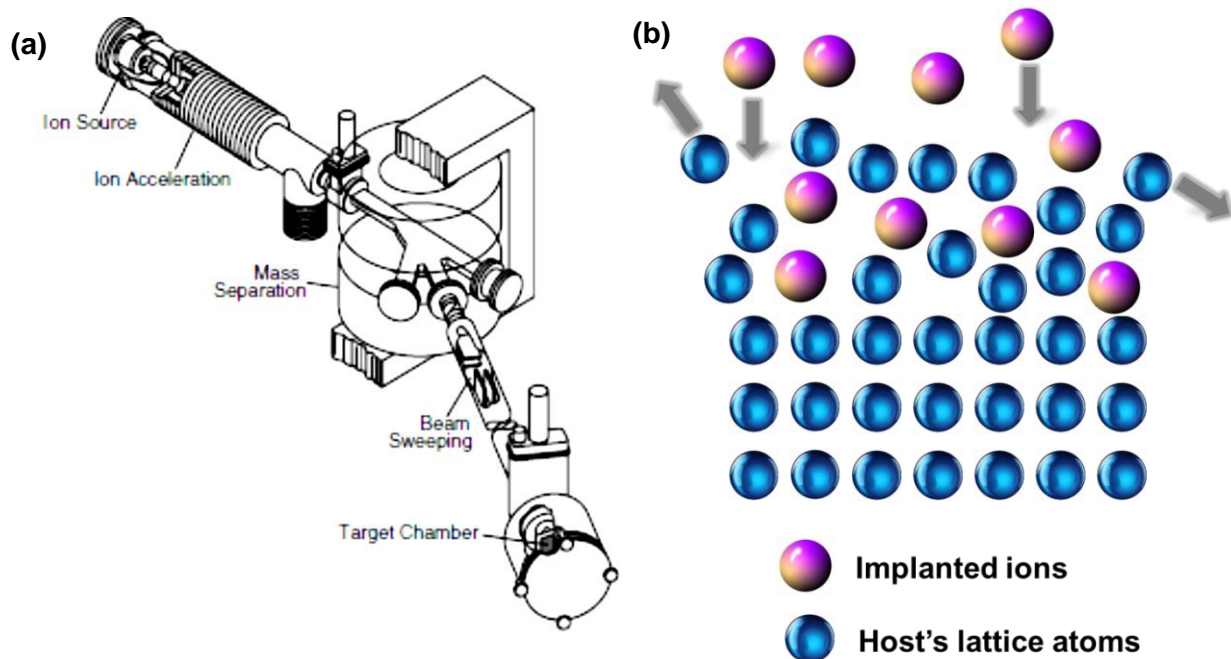 (a)
Ion Source
Ion Acceleration
Mass
Separation
Beam
Sweeping
Target Chamber
(b)
Implanted ions
Host's lattice atoms